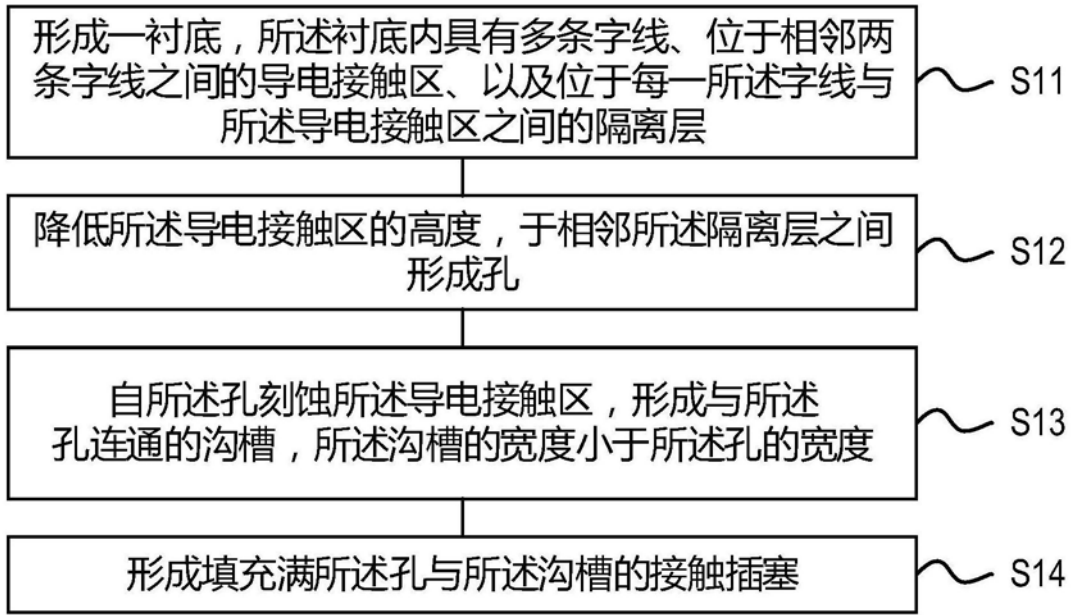 形成一衬底，所述衬底内具有多条字线、位于相邻两
条字线之间的导电接触区、以及位于每一所述字线与
所述导电接触区之间的隔离层
S11
降低所述导电接触区的高度，于相邻所述隔离层之间
形成孔
S12
自所述孔刻蚀所述导电接触区，形成与所述
孔连通的沟槽，所述沟槽的宽度小于所述孔的宽度
S13
形成填充满所述孔与所述沟槽的接触插塞
S14